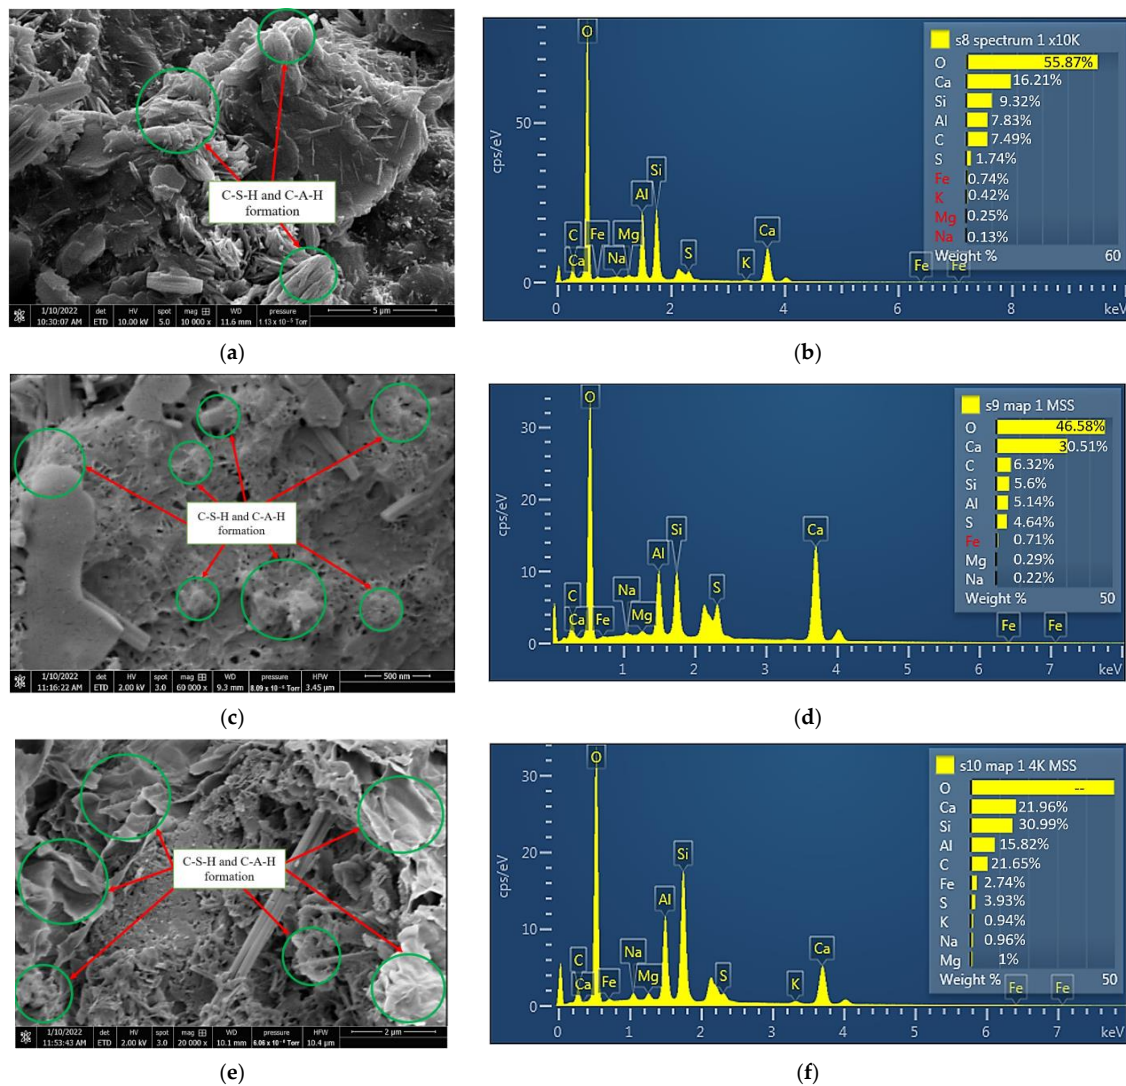 C-S-H and C-A-H
formation
1/10/2022 det HV spot mag WD pressure
10:30:07 AM ETD 10.00 kV 5.0 10 000 x 11.6 mm 1.13 x 10⁻⁵ Torr
5 µm
(a)
s8 spectrum 1 x10K
O 55.87%
Ca 16.21%
Si 9.32%
Al 7.83%
C 7.49%
S 1.74%
Fe 0.74%
K 0.42%
Mg 0.25%
Na 0.13%
Weight % 60
cps/eV
50
0
O
C
Ca
Fe
Na
Mg
Al
Si
S
K
Ca
Fe
Fe
0 2 4 6 8 keV
(b)
C-S-H and C-A-H
formation
1/10/2022 det HV spot mag WD pressure HFW
11:16:22 AM ETD 2.00 kV 3.0 60 000 x 9.3 mm 3.45 µm
500 nm
(c)
s9 map 1 MSS
O 46.58%
Ca 30.51%
C 6.32%
Si 5.6%
Al 5.14%
S 4.64%
Fe 0.71%
Mg 0.29%
Na 0.22%
Weight % 50
cps/eV
30
20
10
0
O
C
Ca
Fe
Na
Mg
Al
Si
S
Ca
Fe
Fe
1 2 3 4 5 6 7 keV
(d)
C-S-H and C-A-H
formation
1/10/2022 det HV spot mag WD pressure HFW
11:53:43 AM ETD 2.00 kV 3.0 20 000 x 10.1 mm 10.4 µm
2 µm
(e)
s10 map 1 4K MSS
O --
Ca 21.96%
Si 30.99%
Al 15.82%
C 21.65%
Fe 2.74%
S 3.93%
K 0.94%
Na 0.96%
Mg 1%
Weight % 50
cps/eV
30
20
10
0
O
C
Ca
Fe
Na
Mg
Al
Si
S
K
Ca
Fe
Fe
0 1 2 3 4 5 6 7 keV
(f)